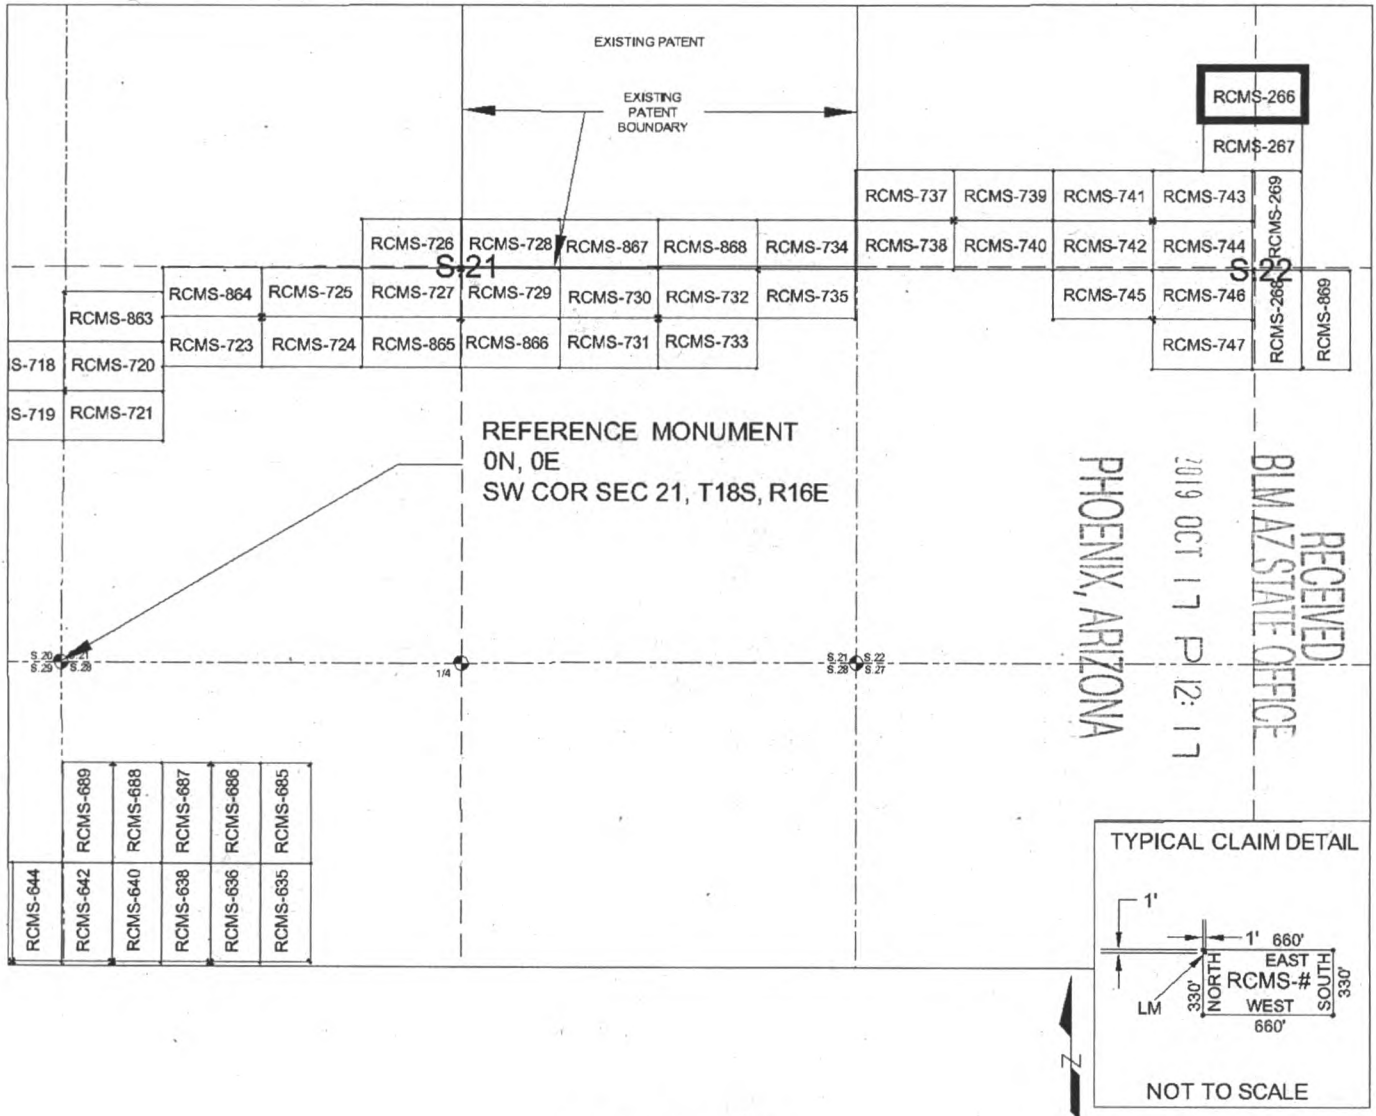 EXISTING PATENT
EXISTING
PATENT
BOUNDARY
RCMS-266
RCMS-267
RCMS-737
RCMS-739
RCMS-741
RCMS-743
RCMS-269
RCMS-726
RCMS-728
RCMS-867
RCMS-868
RCMS-734
RCMS-738
RCMS-740
RCMS-742
RCMS-744
S.21
S.22
RCMS-864
RCMS-725
RCMS-727
RCMS-729
RCMS-730
RCMS-732
RCMS-735
RCMS-745
RCMS-746
RCMS-268
RCMS-869
RCMS-863
RCMS-723
RCMS-724
RCMS-865
RCMS-866
RCMS-731
RCMS-733
RCMS-747
S-718
RCMS-720
S-719
RCMS-721
REFERENCE MONUMENT
0N, 0E
SW COR SEC 21, T18S, R16E
RECEIVED
BLM AZ STATE OFFICE
2019 OCT 17 P 12: 17
PHOENIX, ARIZONA
S.20 S.21
S.29 S.28
1/4
S.21 S.22
S.28 S.27
RCMS-689
RCMS-688
RCMS-687
RCMS-686
RCMS-685
RCMS-644
RCMS-642
RCMS-640
RCMS-638
RCMS-636
RCMS-635
TYPICAL CLAIM DETAIL
1'
1'
660'
EAST
RCMS-#
WEST
660'
330'
NORTH
SOUTH
330'
LM
NOT TO SCALE
N